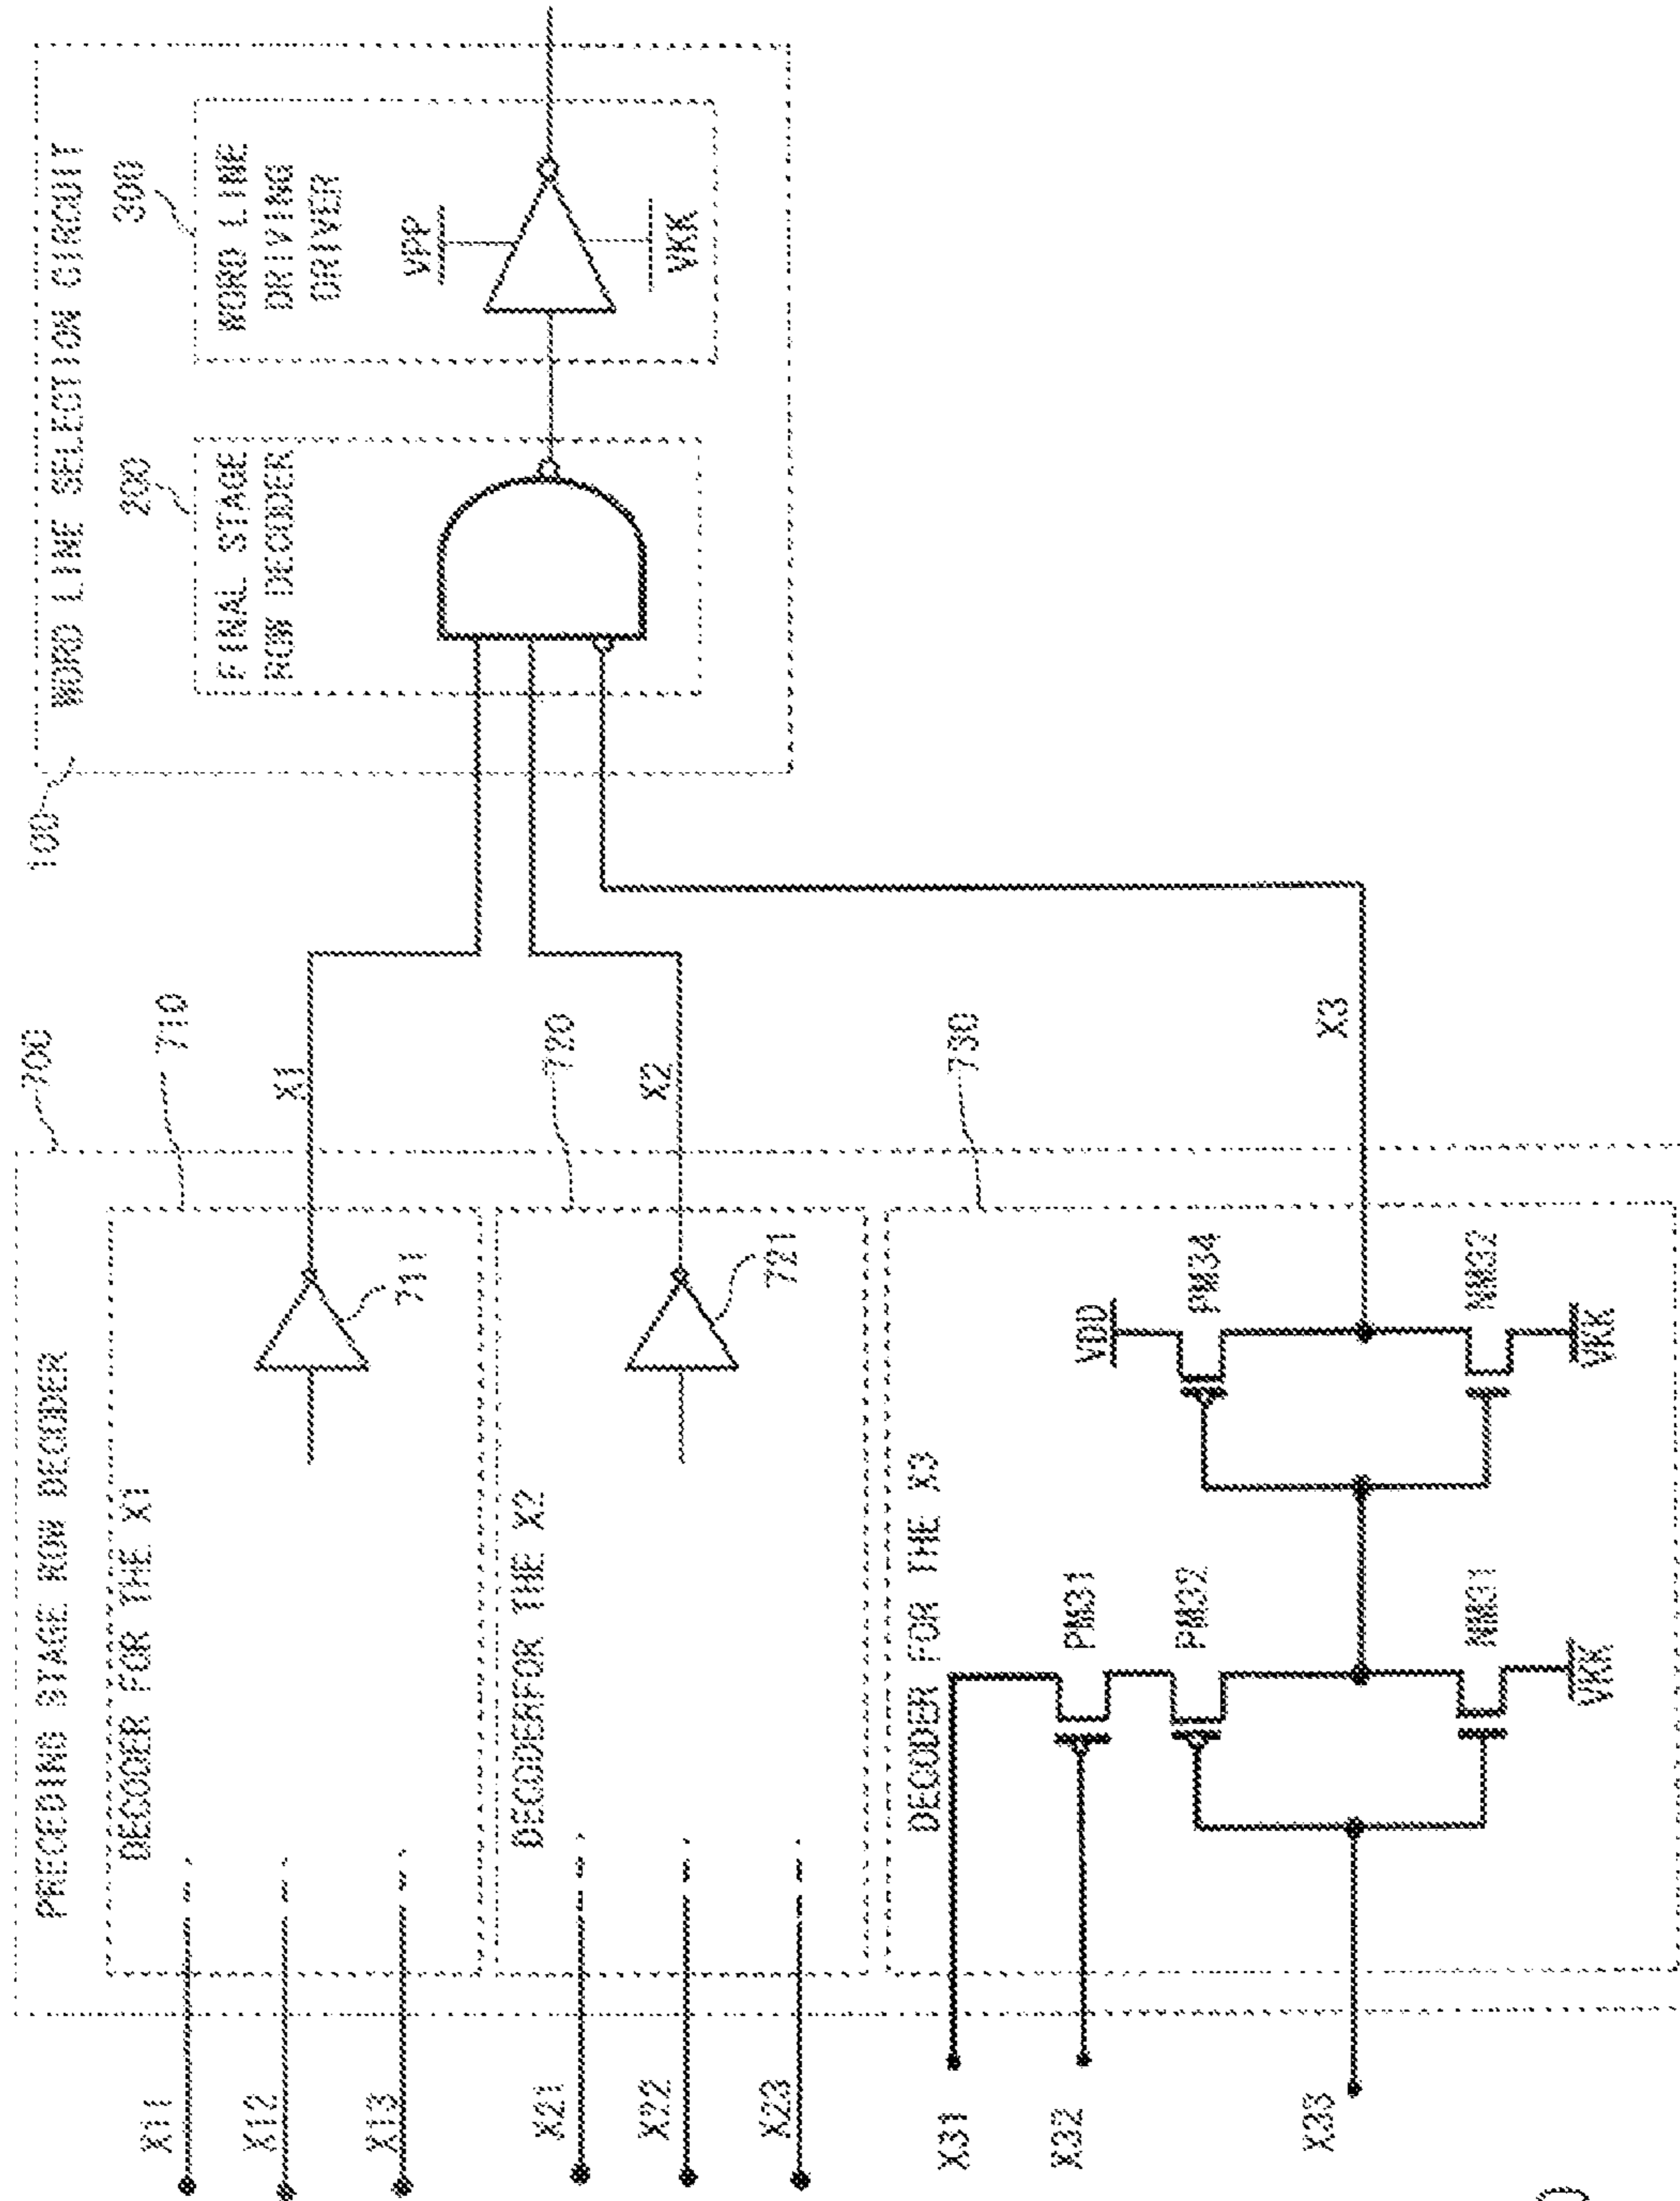 PRECEDING STAGE ROW DECODER
700
DECODER FOR THE X1
710
X11
X12
X13
711
X1
DECODERFOR THE X2
720
X21
X22
X23
721
X2
DECODER FOR THE X3
730
X31
X32
X33
PM31
PM32
NM31
VKK
VDD
PM34
NM32
VKK
X3
100
WORD LINE SELECTION CIRCUIT
200
FINAL STAGE
ROW DECODER
300
WORD LINE
DRIVING
DRIVER
VPP
VKK